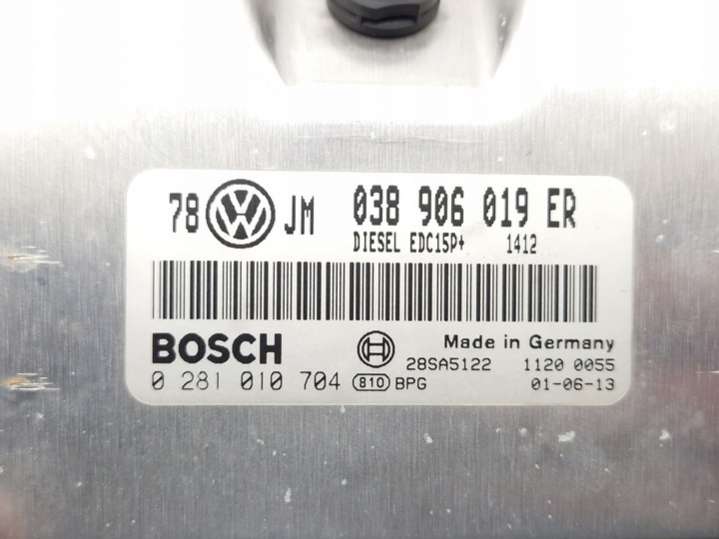 78 VW JM 038 906 019 ER
DIESEL EDC15P+ 1412
BOSCH Made in Germany
28SA5122 1120 0055
0 281 010 704 810 BPG 01-06-13